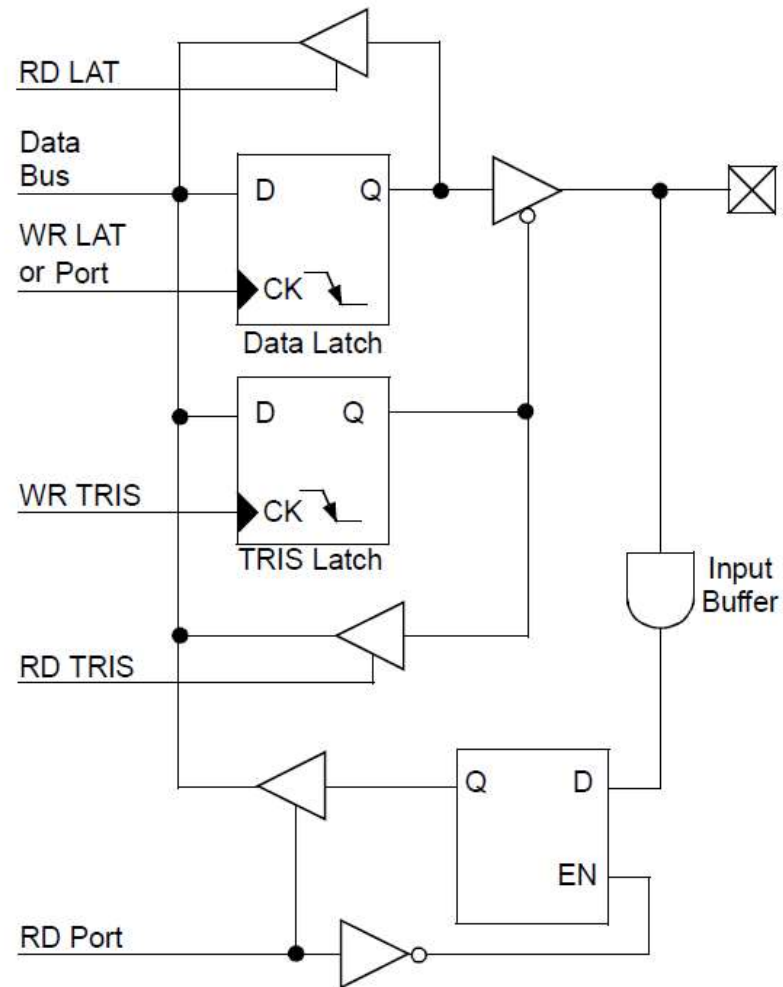 RD LAT
Data
Bus
D
Q
WR LAT
or Port
CK
Data Latch
D
Q
WR TRIS
CK
TRIS Latch
Input
Buffer
RD TRIS
Q
D
EN
RD Port